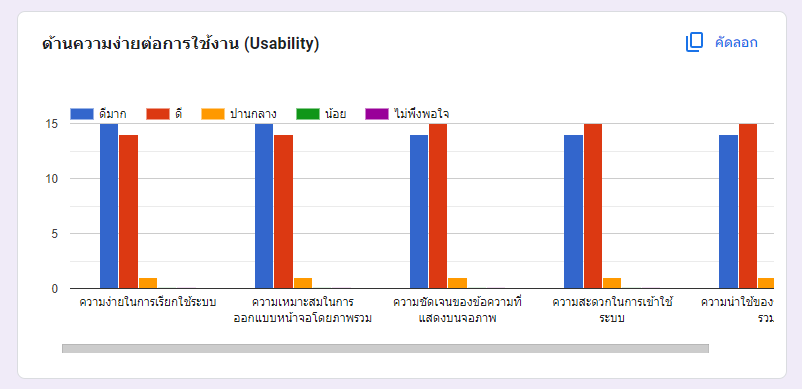 ด้านความง่ายต่อการใช้งาน (Usability)
คัดลอก
ดีมาก ดี ปานกลาง น้อย ไม่พึงพอใจ
15
10
5
0
ความง่ายในการเรียกใช้ระบบ
ความเหมาะสมในการ
ออกแบบหน้าจอโดยภาพรวม
ความชัดเจนของข้อความที่
แสดงบนจอภาพ
ความสะดวกในการเข้าใช้
ระบบ
ความน่าใช้ของ
รวม